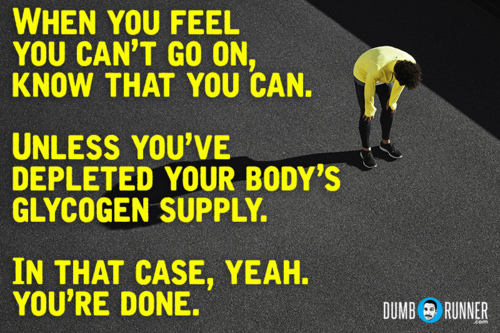 WHEN YOU FEEL
YOU CAN'T GO ON,
KNOW THAT YOU CAN.
UNLESS YOU'VE
DEPLETED YOUR BODY'S
GLYCOGEN SUPPLY.
IN THAT CASE, YEAH.
YOU'RE DONE.
DUMB RUNNER
.com